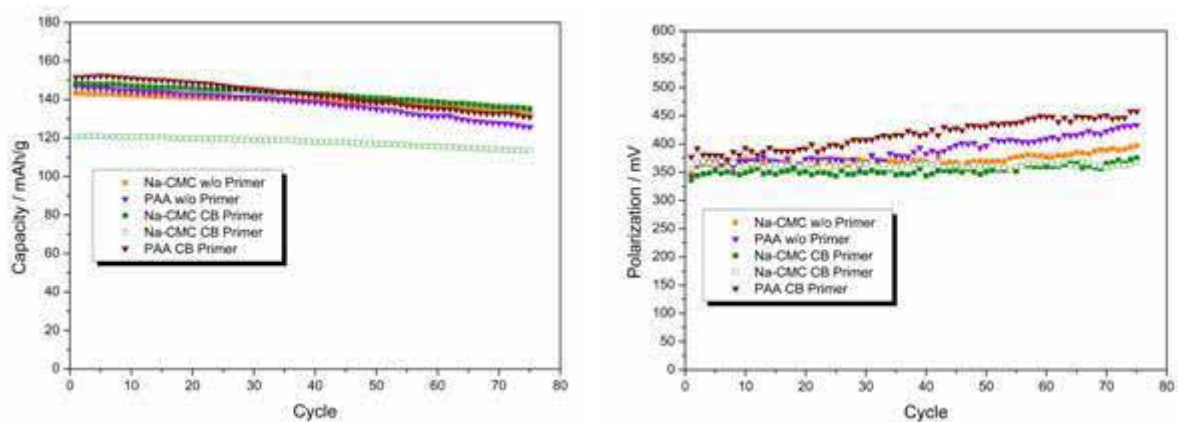 180
160
140
120
100
80
60
40
20
0
Capacity / mAh/g
Na-CMC w/o Primer
PAA w/o Primer
Na-CMC CB Primer
Na-CMC CB Primer
PAA CB Primer
0 10 20 30 40 50 60 70 80
Cycle
600
550
500
450
400
350
300
250
200
150
100
50
0
Polarization / mV
Na-CMC w/o Primer
PAA w/o Primer
Na-CMC CB Primer
Na-CMC CB Primer
PAA CB Primer
0 10 20 30 40 50 60 70 80
Cycle